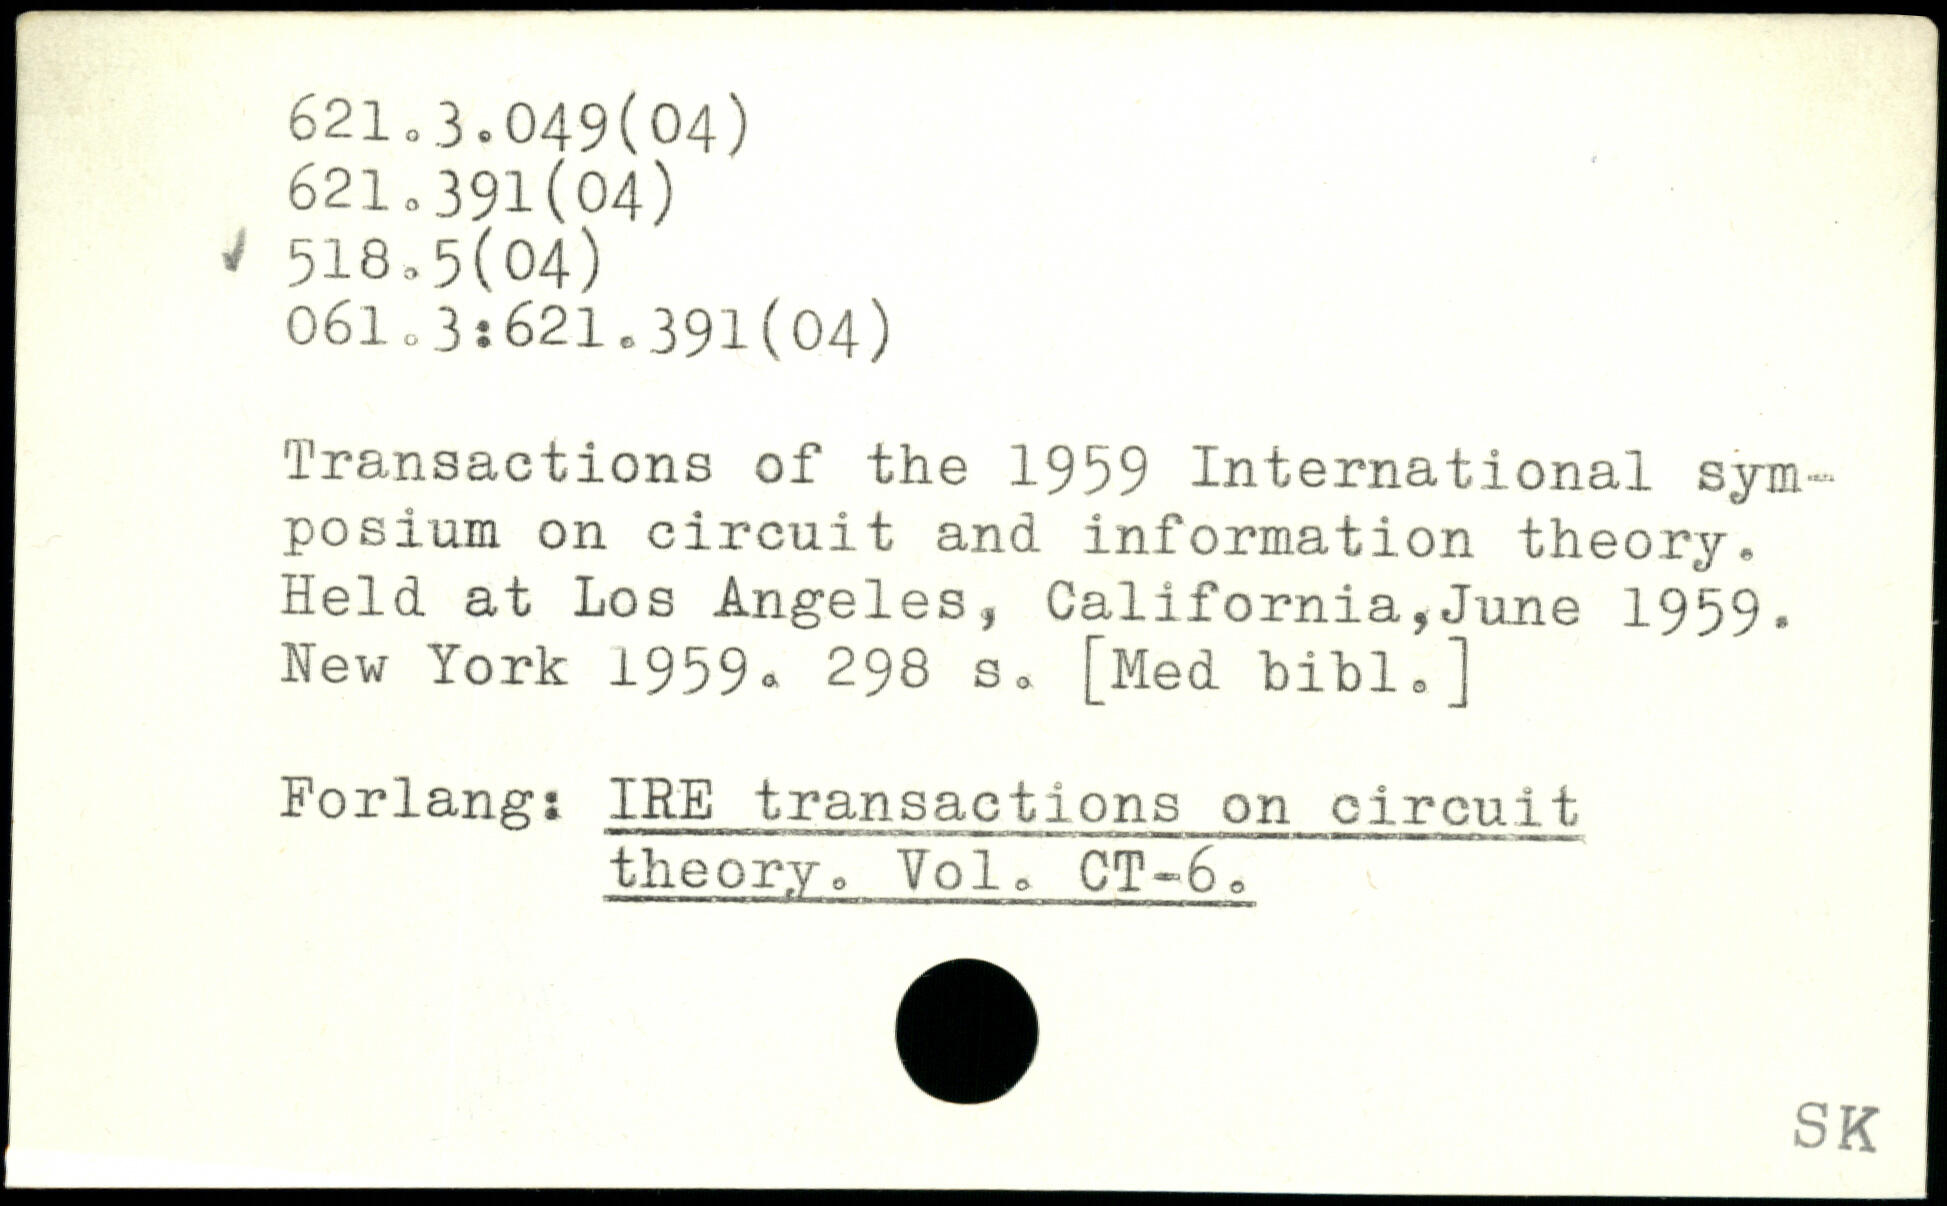 621.3.049(04)
621.391(04)
✓ 518.5(04)
061.3:621.391(04)
Transactions of the 1959 International sym-
posium on circuit and information theory.
Held at Los Angeles, California,June 1959.
New York 1959. 298 s. [Med bibl.]
Forlang: IRE transactions on circuit
theory. Vol. CT-6.
SK